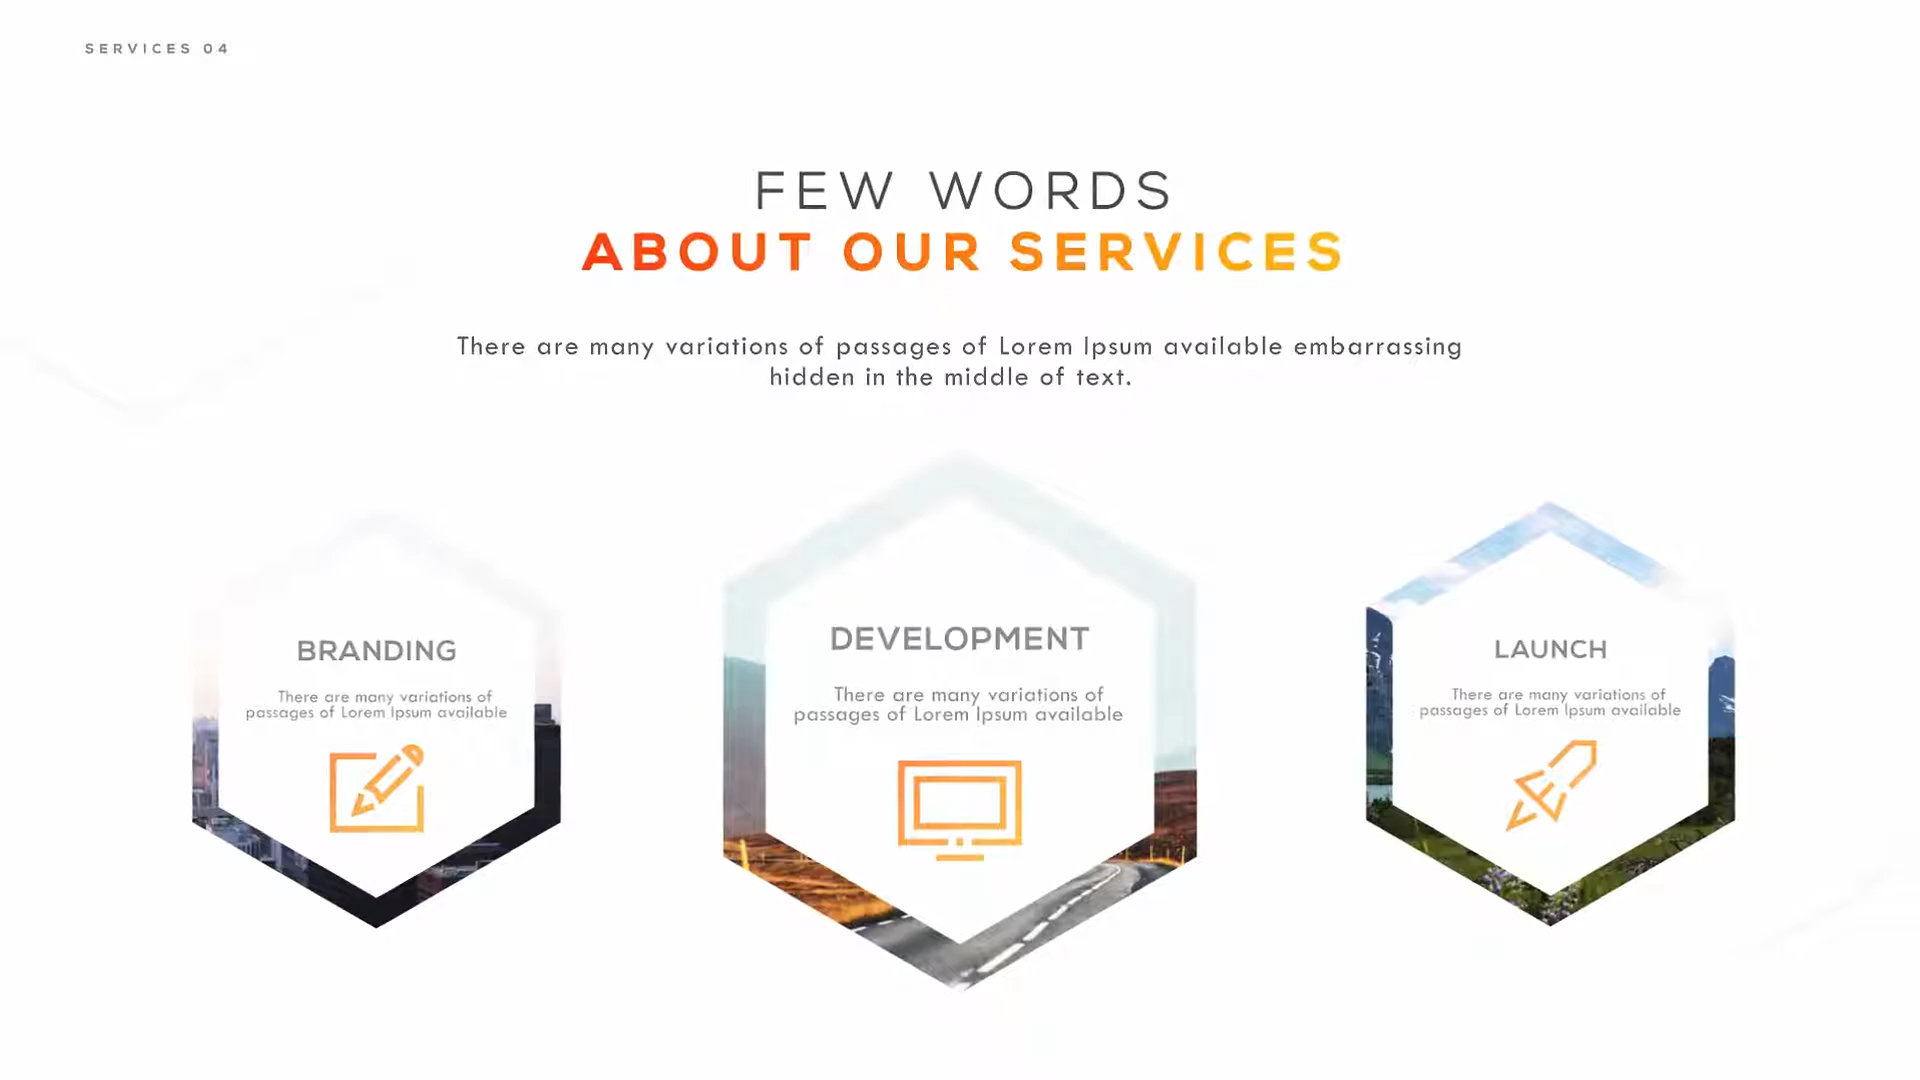 SERVICES 04
FEW WORDS
ABOUT OUR SERVICES
There are many variations of passages of Lorem Ipsum available embarrassing
hidden in the middle of text.
BRANDING
There are many variations of
passages of Lorem Ipsum available
DEVELOPMENT
There are many variations of
passages of Lorem Ipsum available
LAUNCH
There are many variations of
passages of Lorem Ipsum available